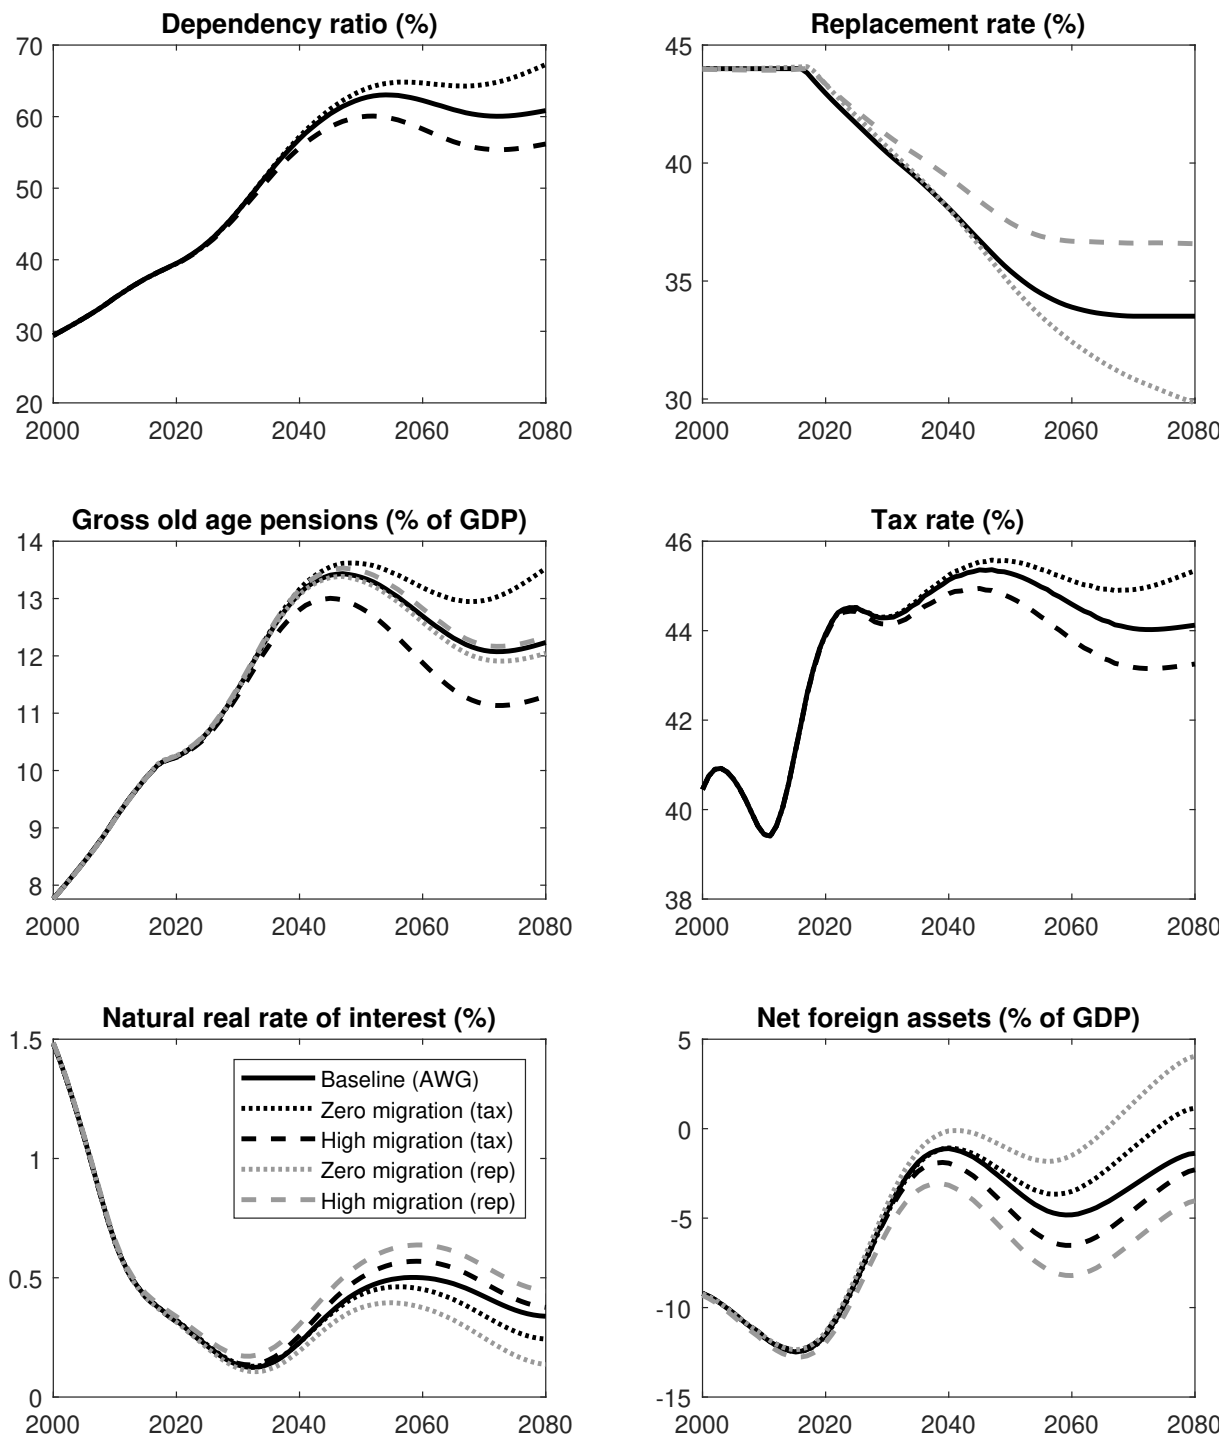 Dependency ratio (%)
70
60
50
40
30
20
2000 2020 2040 2060 2080
Replacement rate (%)
45
40
35
30
2000 2020 2040 2060 2080
Gross old age pensions (% of GDP)
14
13
12
11
10
9
8
2000 2020 2040 2060 2080
Tax rate (%)
46
44
42
40
38
2000 2020 2040 2060 2080
Natural real rate of interest (%)
1.5
1
0.5
0
2000 2020 2040 2060 2080
Baseline (AWG)
Zero migration (tax)
High migration (tax)
Zero migration (rep)
High migration (rep)
Net foreign assets (% of GDP)
5
0
-5
-10
-15
2000 2020 2040 2060 2080